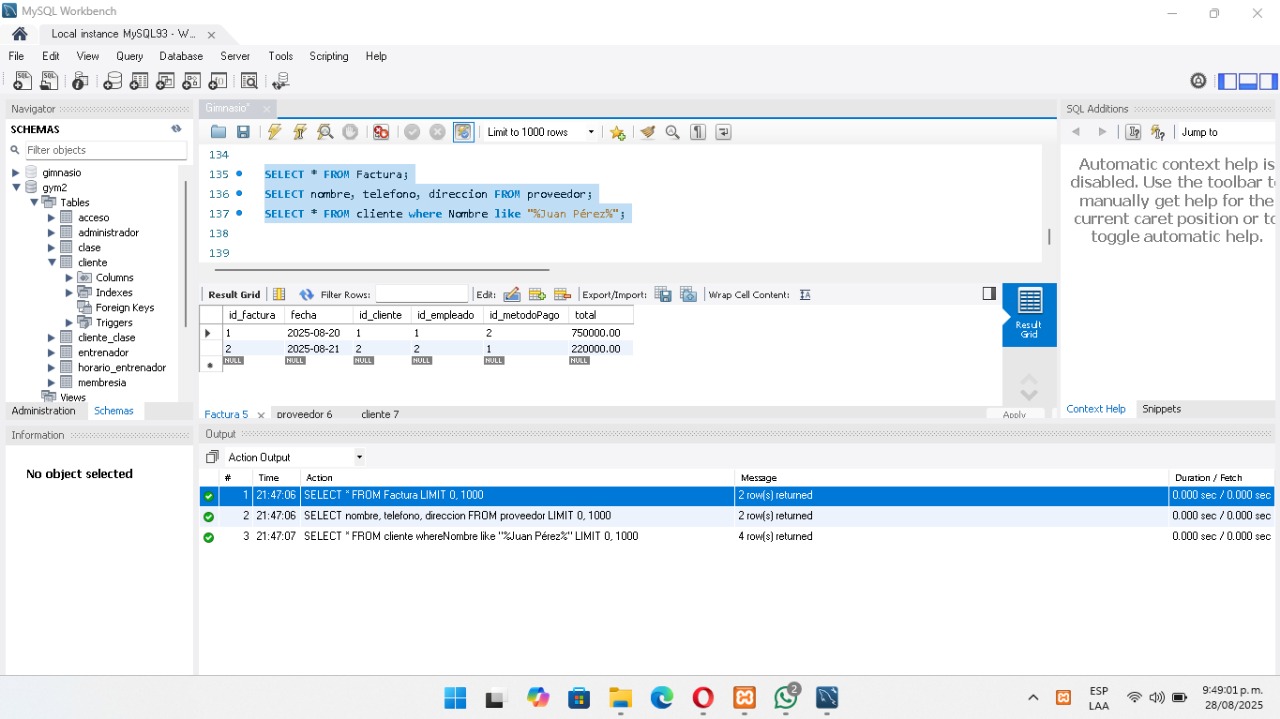 MySQL Workbench
Local instance MySQL93 - W... ×
File Edit View Query Database Server Tools Scripting Help
Navigator
SCHEMAS
Filter objects
gimnasio
gym2
Tables
acceso
administrador
clase
cliente
Columns
Indexes
Foreign Keys
Triggers
cliente_clase
entrenador
horario_entrenador
membresia
Views
Administration Schemas
Information
No object selected
Gimnasio* ×
Limit to 1000 rows
134
135 SELECT * FROM Factura;
136 SELECT nombre, telefono, direccion FROM proveedor;
137 SELECT * FROM cliente where Nombre like "%Juan Pérez%";
138
139
Result Grid Filter Rows: Edit: Export/Import: Wrap Cell Content:
id_factura fecha id_cliente id_empleado id_metodoPago total
1 2025-08-20 1 1 2 750000.00
2 2025-08-21 2 2 1 220000.00
NULL NULL NULL NULL NULL NULL
Result
Grid
Factura 5 × proveedor 6 cliente 7 Apply
SQL Additions
Jump to
Automatic context help is
disabled. Use the toolbar to
manually get help for the
current caret position or to
toggle automatic help.
Context Help Snippets
Output
Action Output
# Time Action Message Duration / Fetch
1 21:47:06 SELECT * FROM Factura LIMIT 0, 1000 2 row(s) returned 0.000 sec / 0.000 sec
2 21:47:06 SELECT nombre, telefono, direccion FROM proveedor LIMIT 0, 1000 2 row(s) returned 0.000 sec / 0.000 sec
3 21:47:07 SELECT * FROM cliente whereNombre like "%Juan Pérez%" LIMIT 0, 1000 4 row(s) returned 0.000 sec / 0.000 sec
2
ESP
LAA
9:49:01 p.m.
28/08/2025